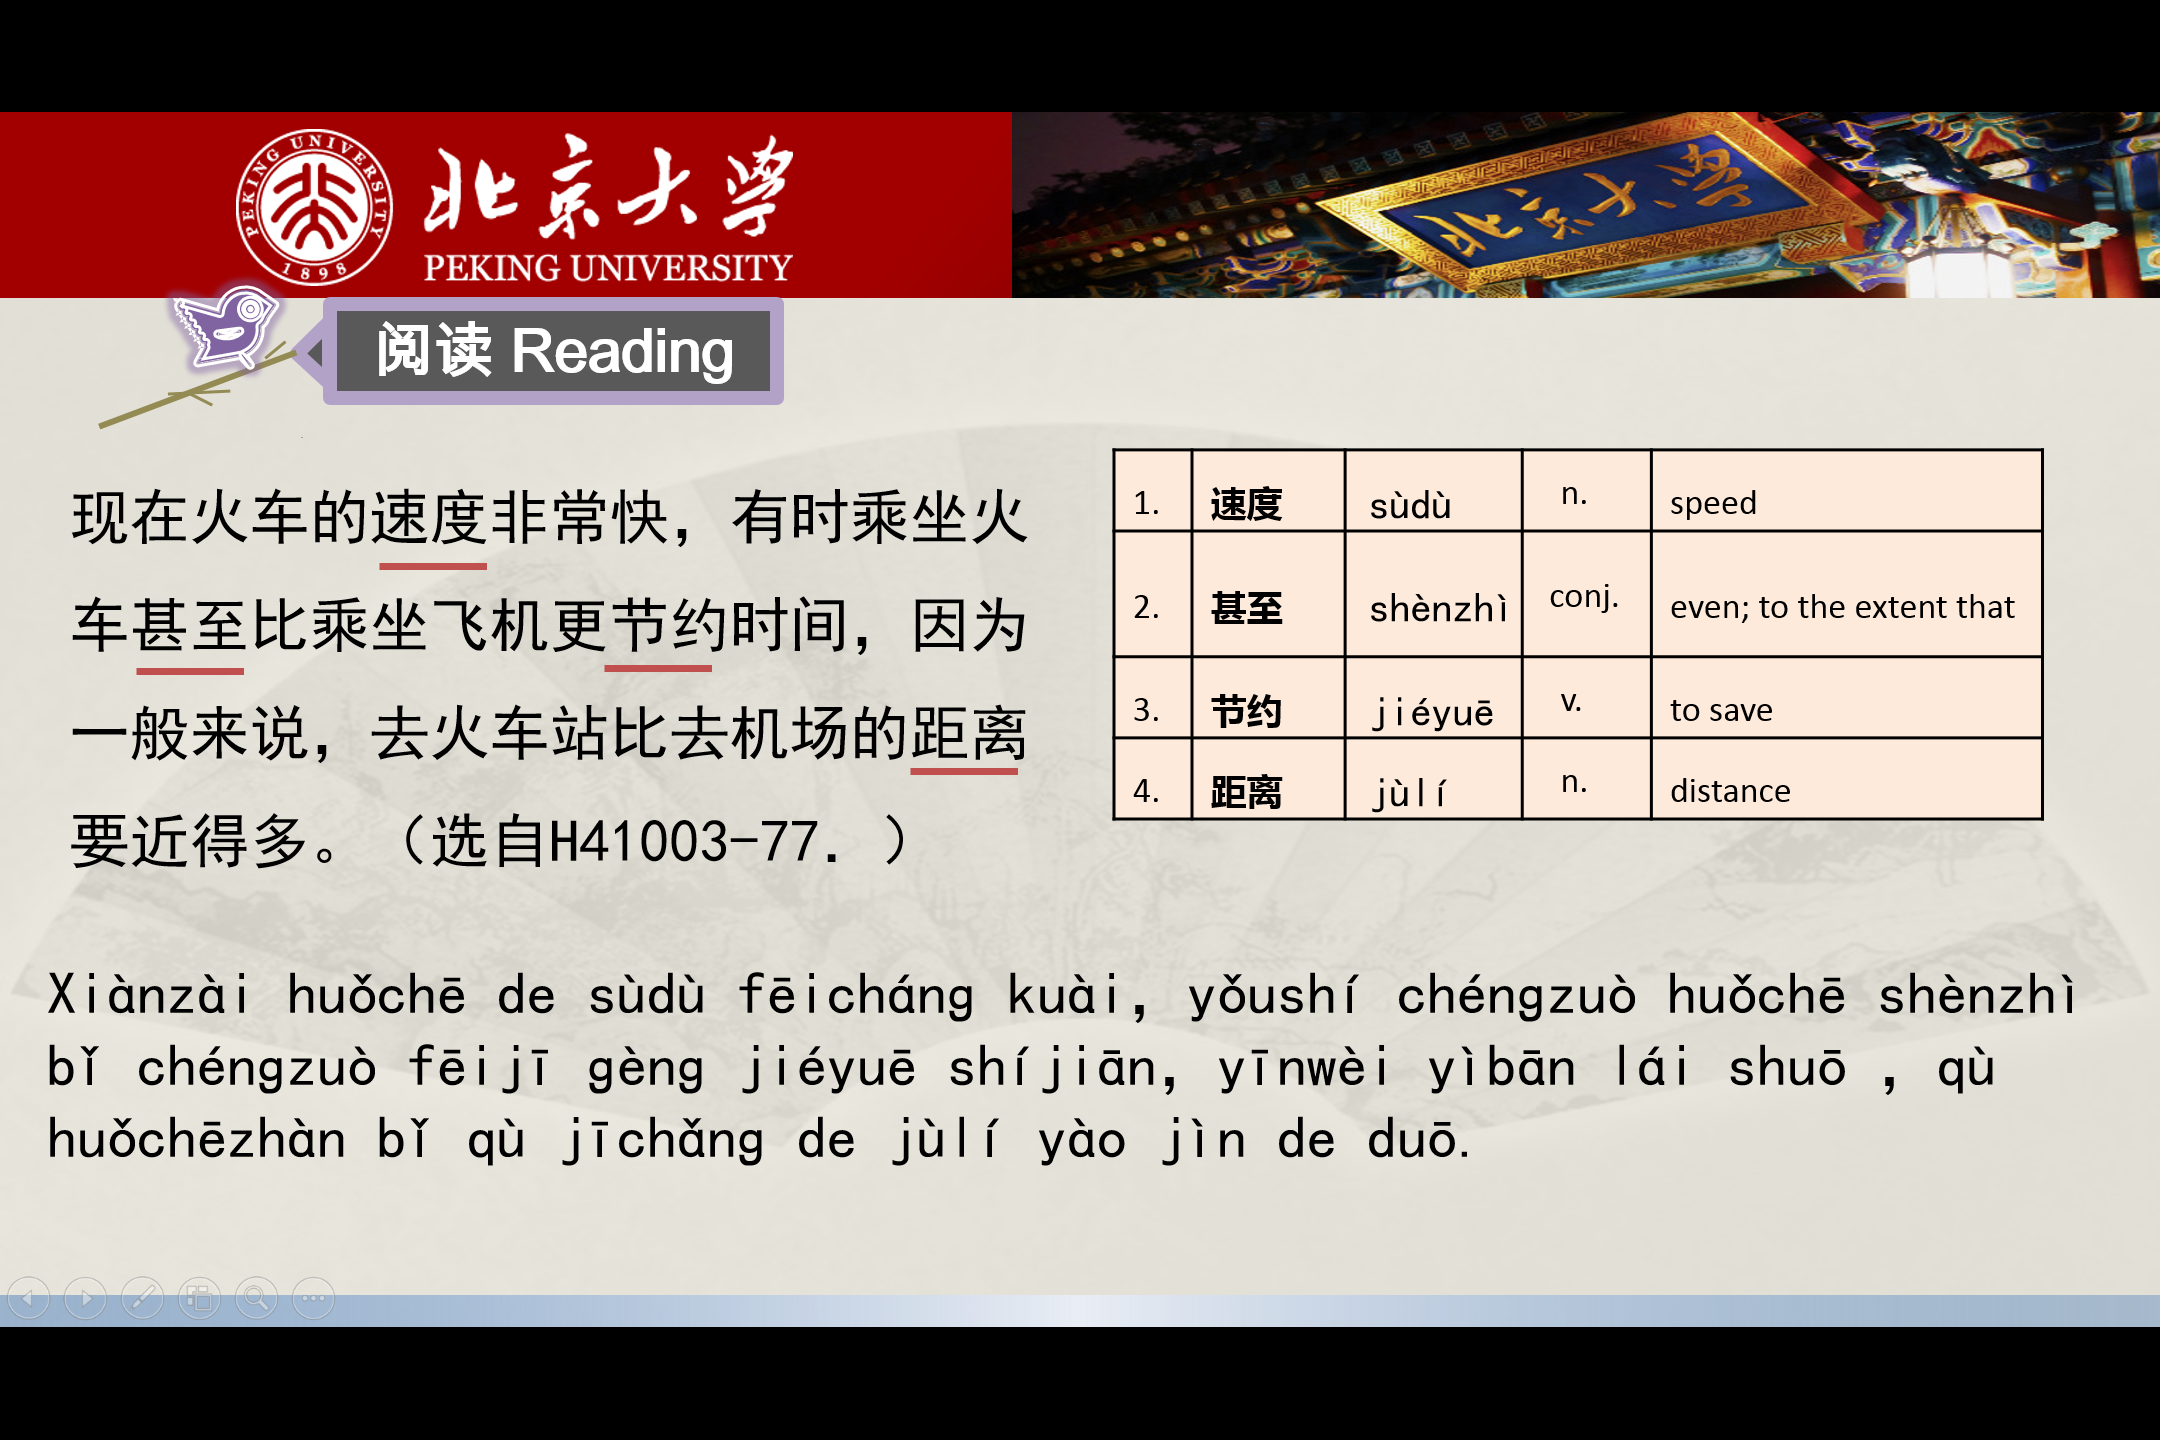 PEKING UNIVERSITY
1898
北京大学
PEKING UNIVERSITY
北京大学
阅读 Reading
现在火车的速度非常快，有时乘坐火
车甚至比乘坐飞机更节约时间，因为
一般来说，去火车站比去机场的距离
要近得多。（选自H41003-77．）
1. 速度 sùdù n. speed
2. 甚至 shènzhì conj. even; to the extent that
3. 节约 jiéyuē v. to save
4. 距离 jùlí n. distance
Xiànzài huǒchē de sùdù fēicháng kuài, yǒushí chéngzuò huǒchē shènzhì
bǐ chéngzuò fēijī gèng jiéyuē shíjiān, yīnwèi yìbān lái shuō , qù
huǒchēzhàn bǐ qù jīchǎng de jùlí yào jìn de duō.